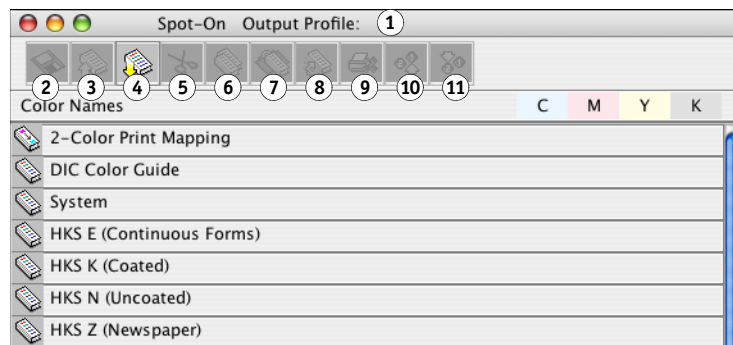 Spot-On Output Profile: 1
2 3 4 5 6 7 8 9 10 11
Color Names C M Y K
2-Color Print Mapping
DIC Color Guide
System
HKS E (Continuous Forms)
HKS K (Coated)
HKS N (Uncoated)
HKS Z (Newspaper)